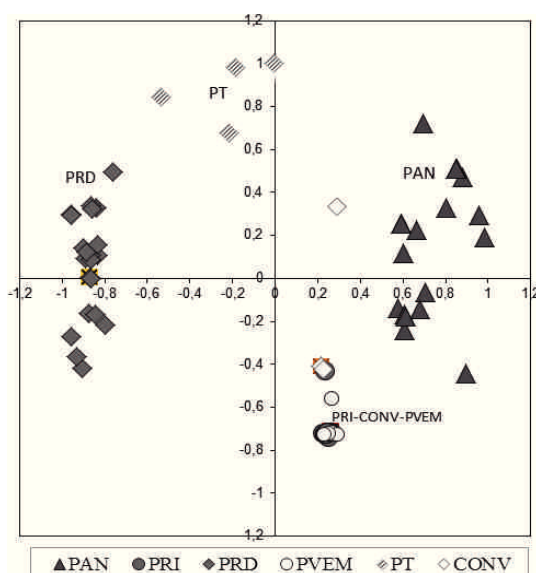 1,2
1
0,8
PT
0,6
PRD
PAN
0,4
0,2
0
-1,2 -1 -0,8 -0,6 -0,4 -0,2 0 0,2 0,4 0,6 0,8 1 1,2
-0,2
-0,4
-0,6
PRI-CONV-PVEM
-0,8
-1
-1,2
PAN PRI PRD PVEM PT CONV